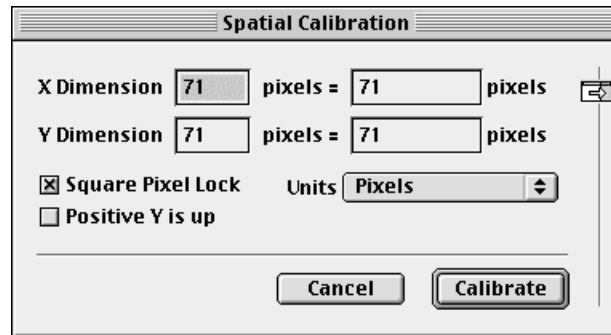 Spatial Calibration
X Dimension 71 pixels = 71 pixels
Y Dimension 71 pixels = 71 pixels
Square Pixel Lock Units Pixels
Positive Y is up
Cancel Calibrate